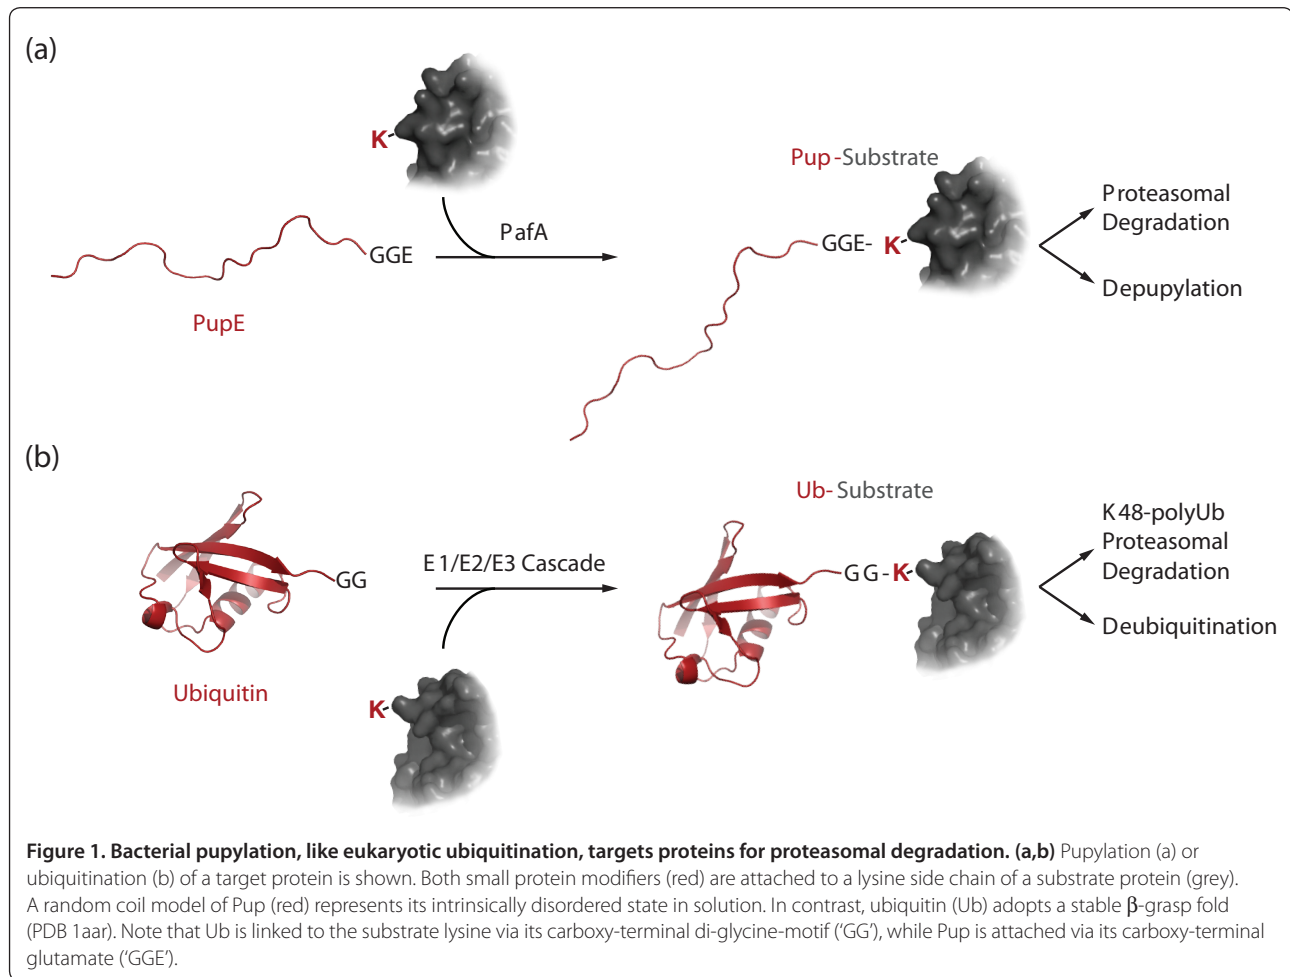 (a)
K
Pup-Substrate
Proteasomal
Degradation
GGE
PafA
GGE-
K
Depupylation
PupE
(b)
Ub-Substrate
K48-polyUb
Proteasomal
Degradation
GG
E1/E2/E3 Cascade
GG-
K
Deubiquitination
Ubiquitin
K
Figure 1. Bacterial pupylation, like eukaryotic ubiquitination, targets proteins for proteasomal degradation. (a,b) Pupylation (a) or
ubiquitination (b) of a target protein is shown. Both small protein modifiers (red) are attached to a lysine side chain of a substrate protein (grey).
A random coil model of Pup (red) represents its intrinsically disordered state in solution. In contrast, ubiquitin (Ub) adopts a stable β-grasp fold
(PDB 1aar). Note that Ub is linked to the substrate lysine via its carboxy-terminal di-glycine-motif ('GG'), while Pup is attached via its carboxy-terminal
glutamate ('GGE').